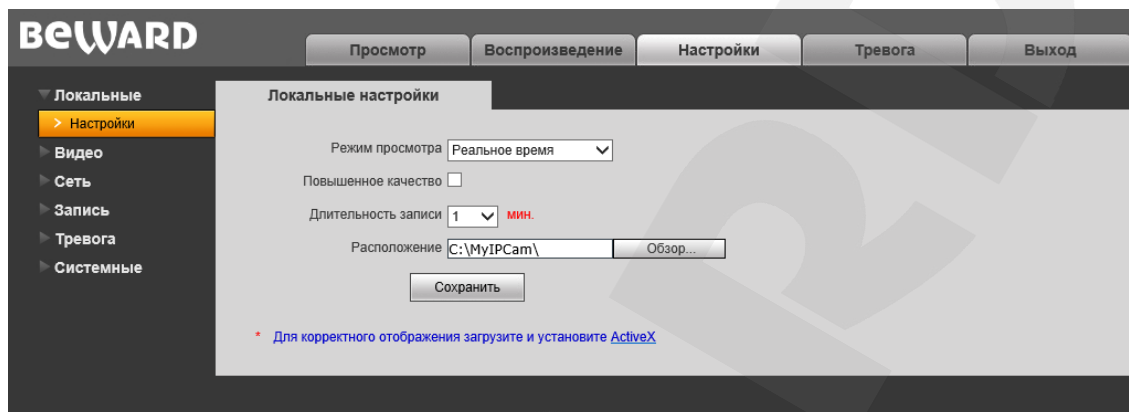 BEWARD
Просмотр Воспроизведение Настройки Тревога Выход
Локальные
> Настройки
Видео
Сеть
Запись
Тревога
Системные
Локальные настройки
Режим просмотра Реальное время
Повышенное качество
Длительность записи 1 мин.
Расположение C:\MyIPCam\ Обзор...
Сохранить
* Для корректного отображения загрузите и установите ActiveX